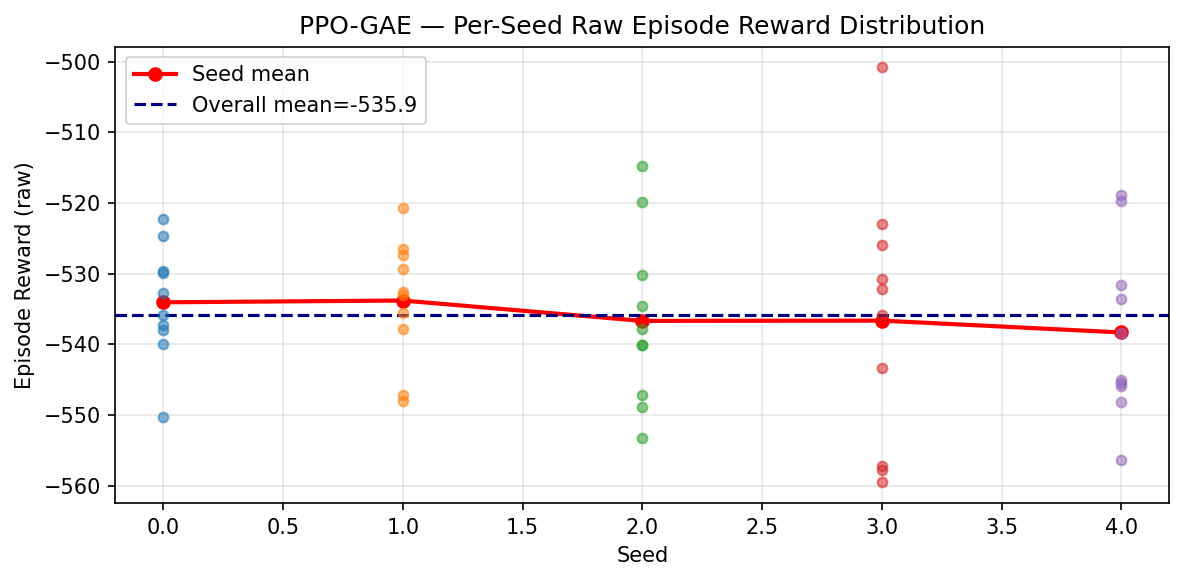 PPO-GAE — Per-Seed Raw Episode Reward Distribution
Seed mean
Overall mean=-535.9
Episode Reward (raw)
−500
−510
−520
−530
−540
−550
−560
0.0 0.5 1.0 1.5 2.0 2.5 3.0 3.5 4.0
Seed